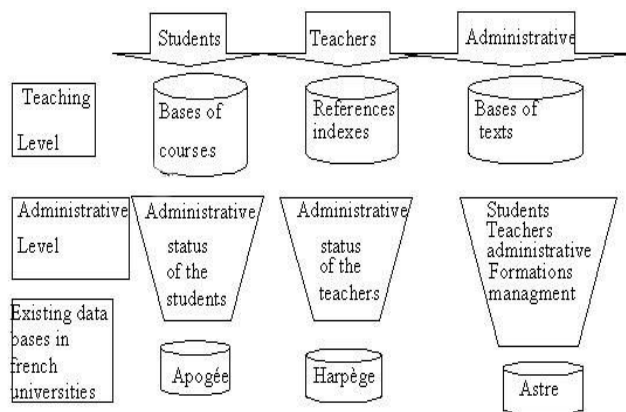 Students
Teachers
Administrative
Teaching
Level
Bases of
courses
References
indexes
Bases of
texts
Administrative
Level
Administrative
status
of the
students
Administrative
status
of the
teachers
Students
Teachers
administrative
Formations
managment
Existing data
bases in
french
universities
Apogée
Harpège
Astre